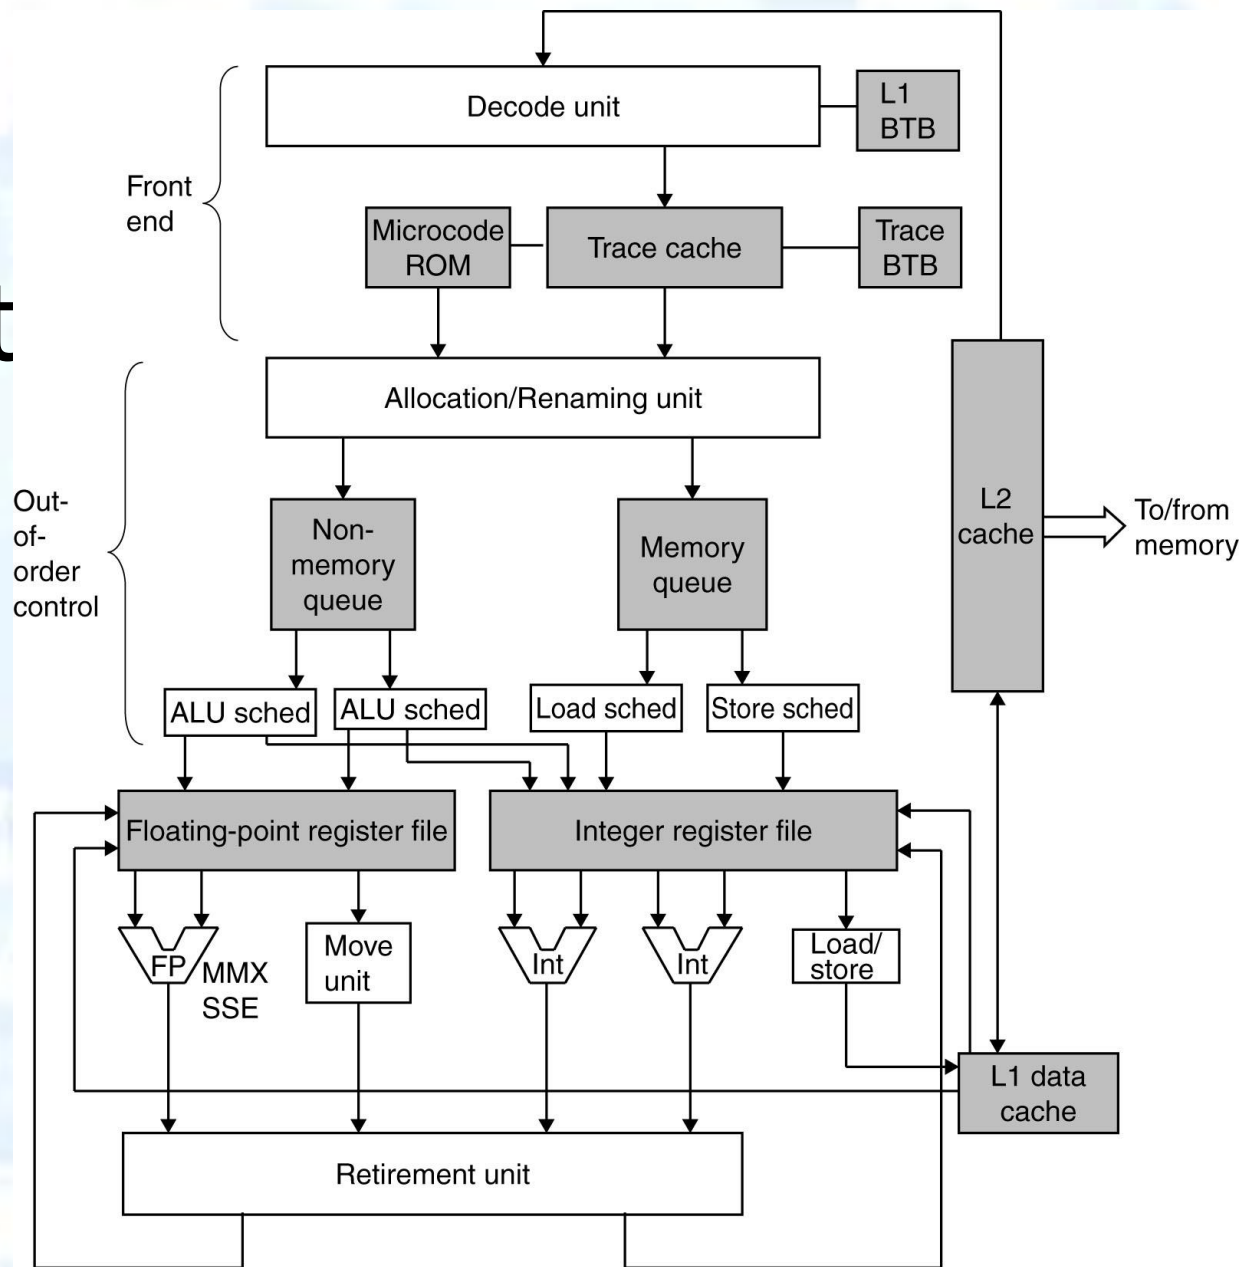 Decode unit
L1
BTB
Front
end
Microcode
ROM
Trace cache
Trace
BTB
t
Allocation/Renaming unit
Out-
of-
order
control
Non-
memory
queue
Memory
queue
L2
cache
To/from
memory
ALU sched
ALU sched
Load sched
Store sched
Floating-point register file
Integer register file
FP
MMX
SSE
Move
unit
Int
Int
Load/
store
L1 data
cache
Retirement unit